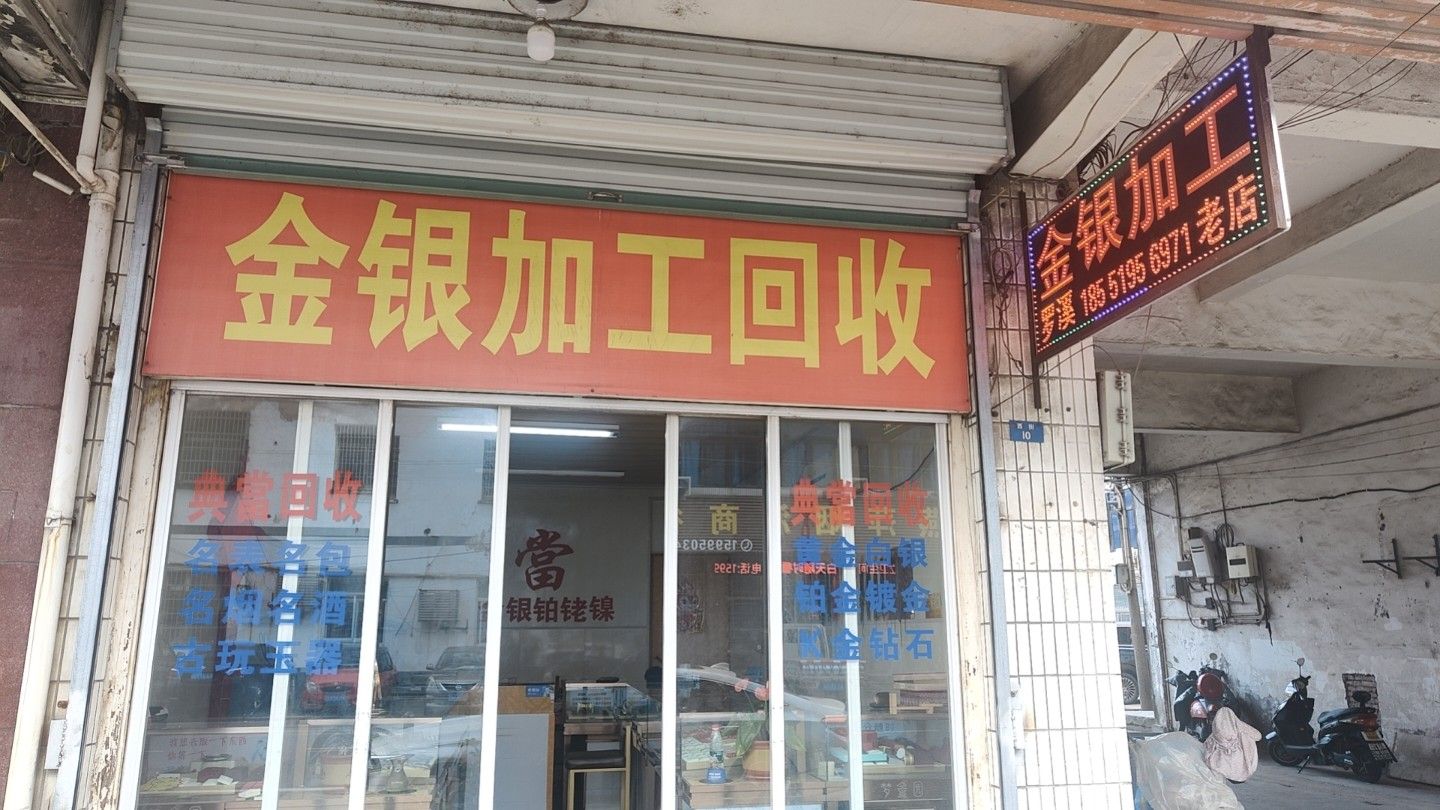 金银加工回收
金银加工
罗溪 185 5195 6971 老店
10
典當回收
名表名包
名烟名酒
古玩玉器
當
银铂铑镍
典當回收
黄金白银
铂金镀金
K金钻石